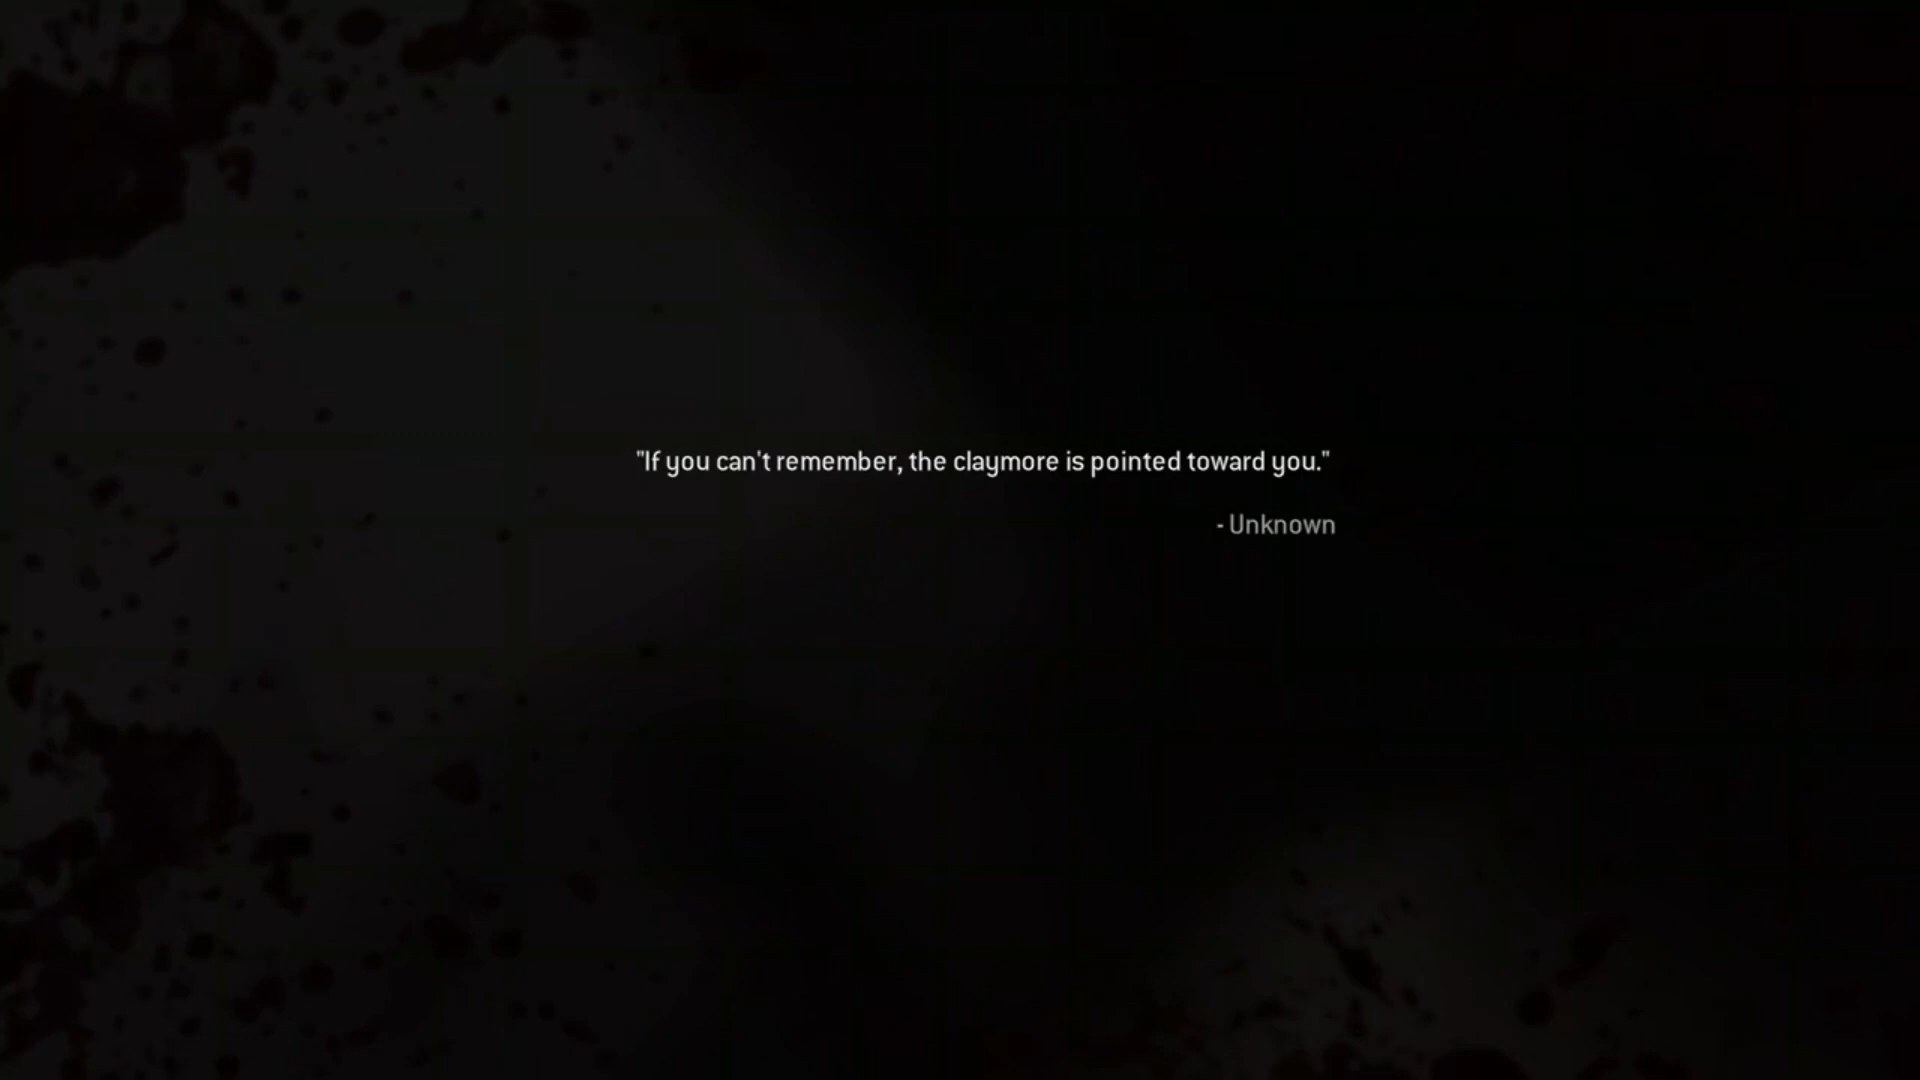 "If you can't remember, the claymore is pointed toward you."
- Unknown